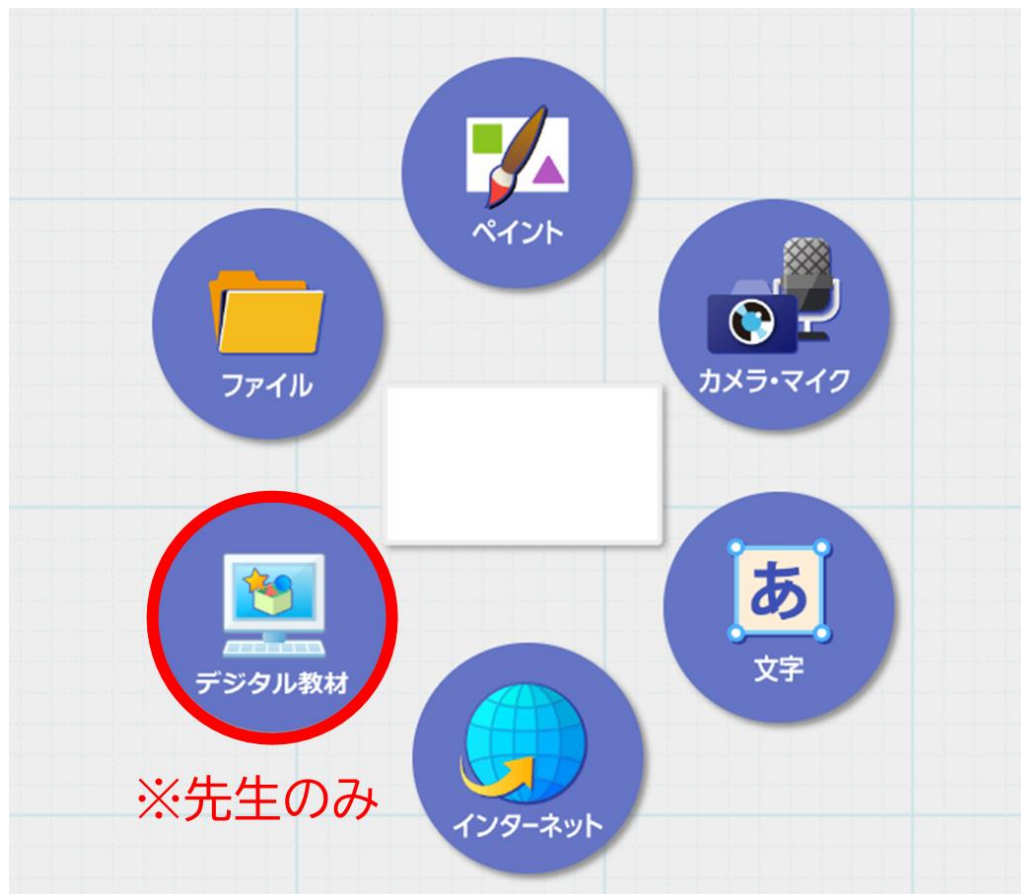 ペイント
ファイル
カメラ・マイク
あ
デジタル教材
文字
※先生のみ
インターネット